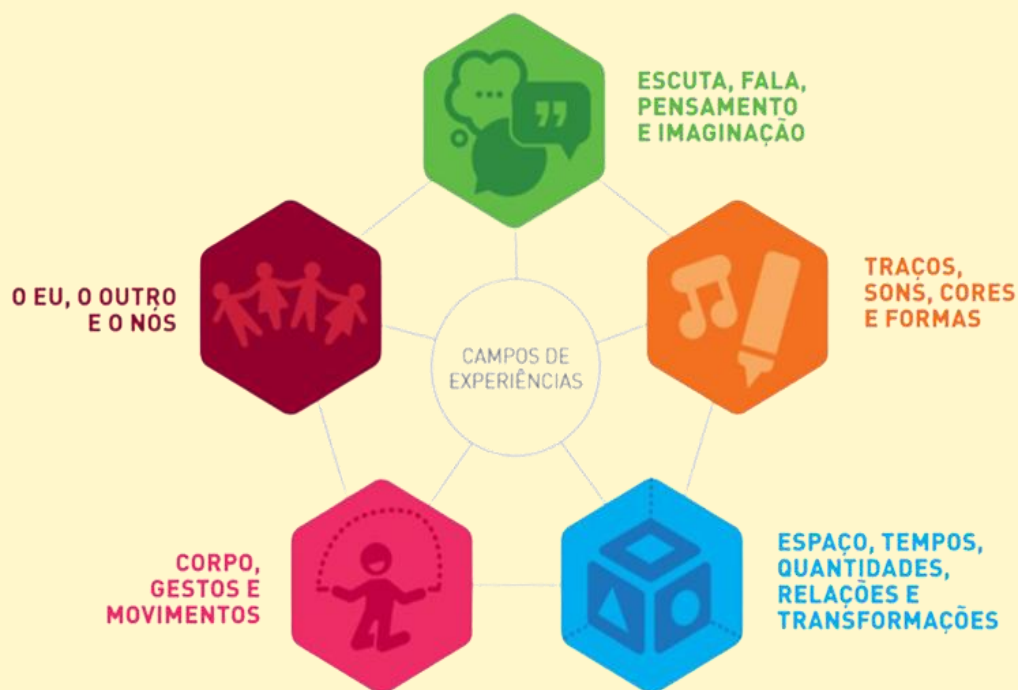 ESCUTA, FALA,
PENSAMENTO
E IMAGINAÇÃO
TRAÇOS,
SONS, CORES
E FORMAS
O EU, O OUTRO
E O NÓS
CAMPOS DE
EXPERIÊNCIAS
CORPO,
GESTOS E
MOVIMENTOS
ESPAÇO, TEMPOS,
QUANTIDADES,
RELAÇÕES E
TRANSFORMAÇÕES